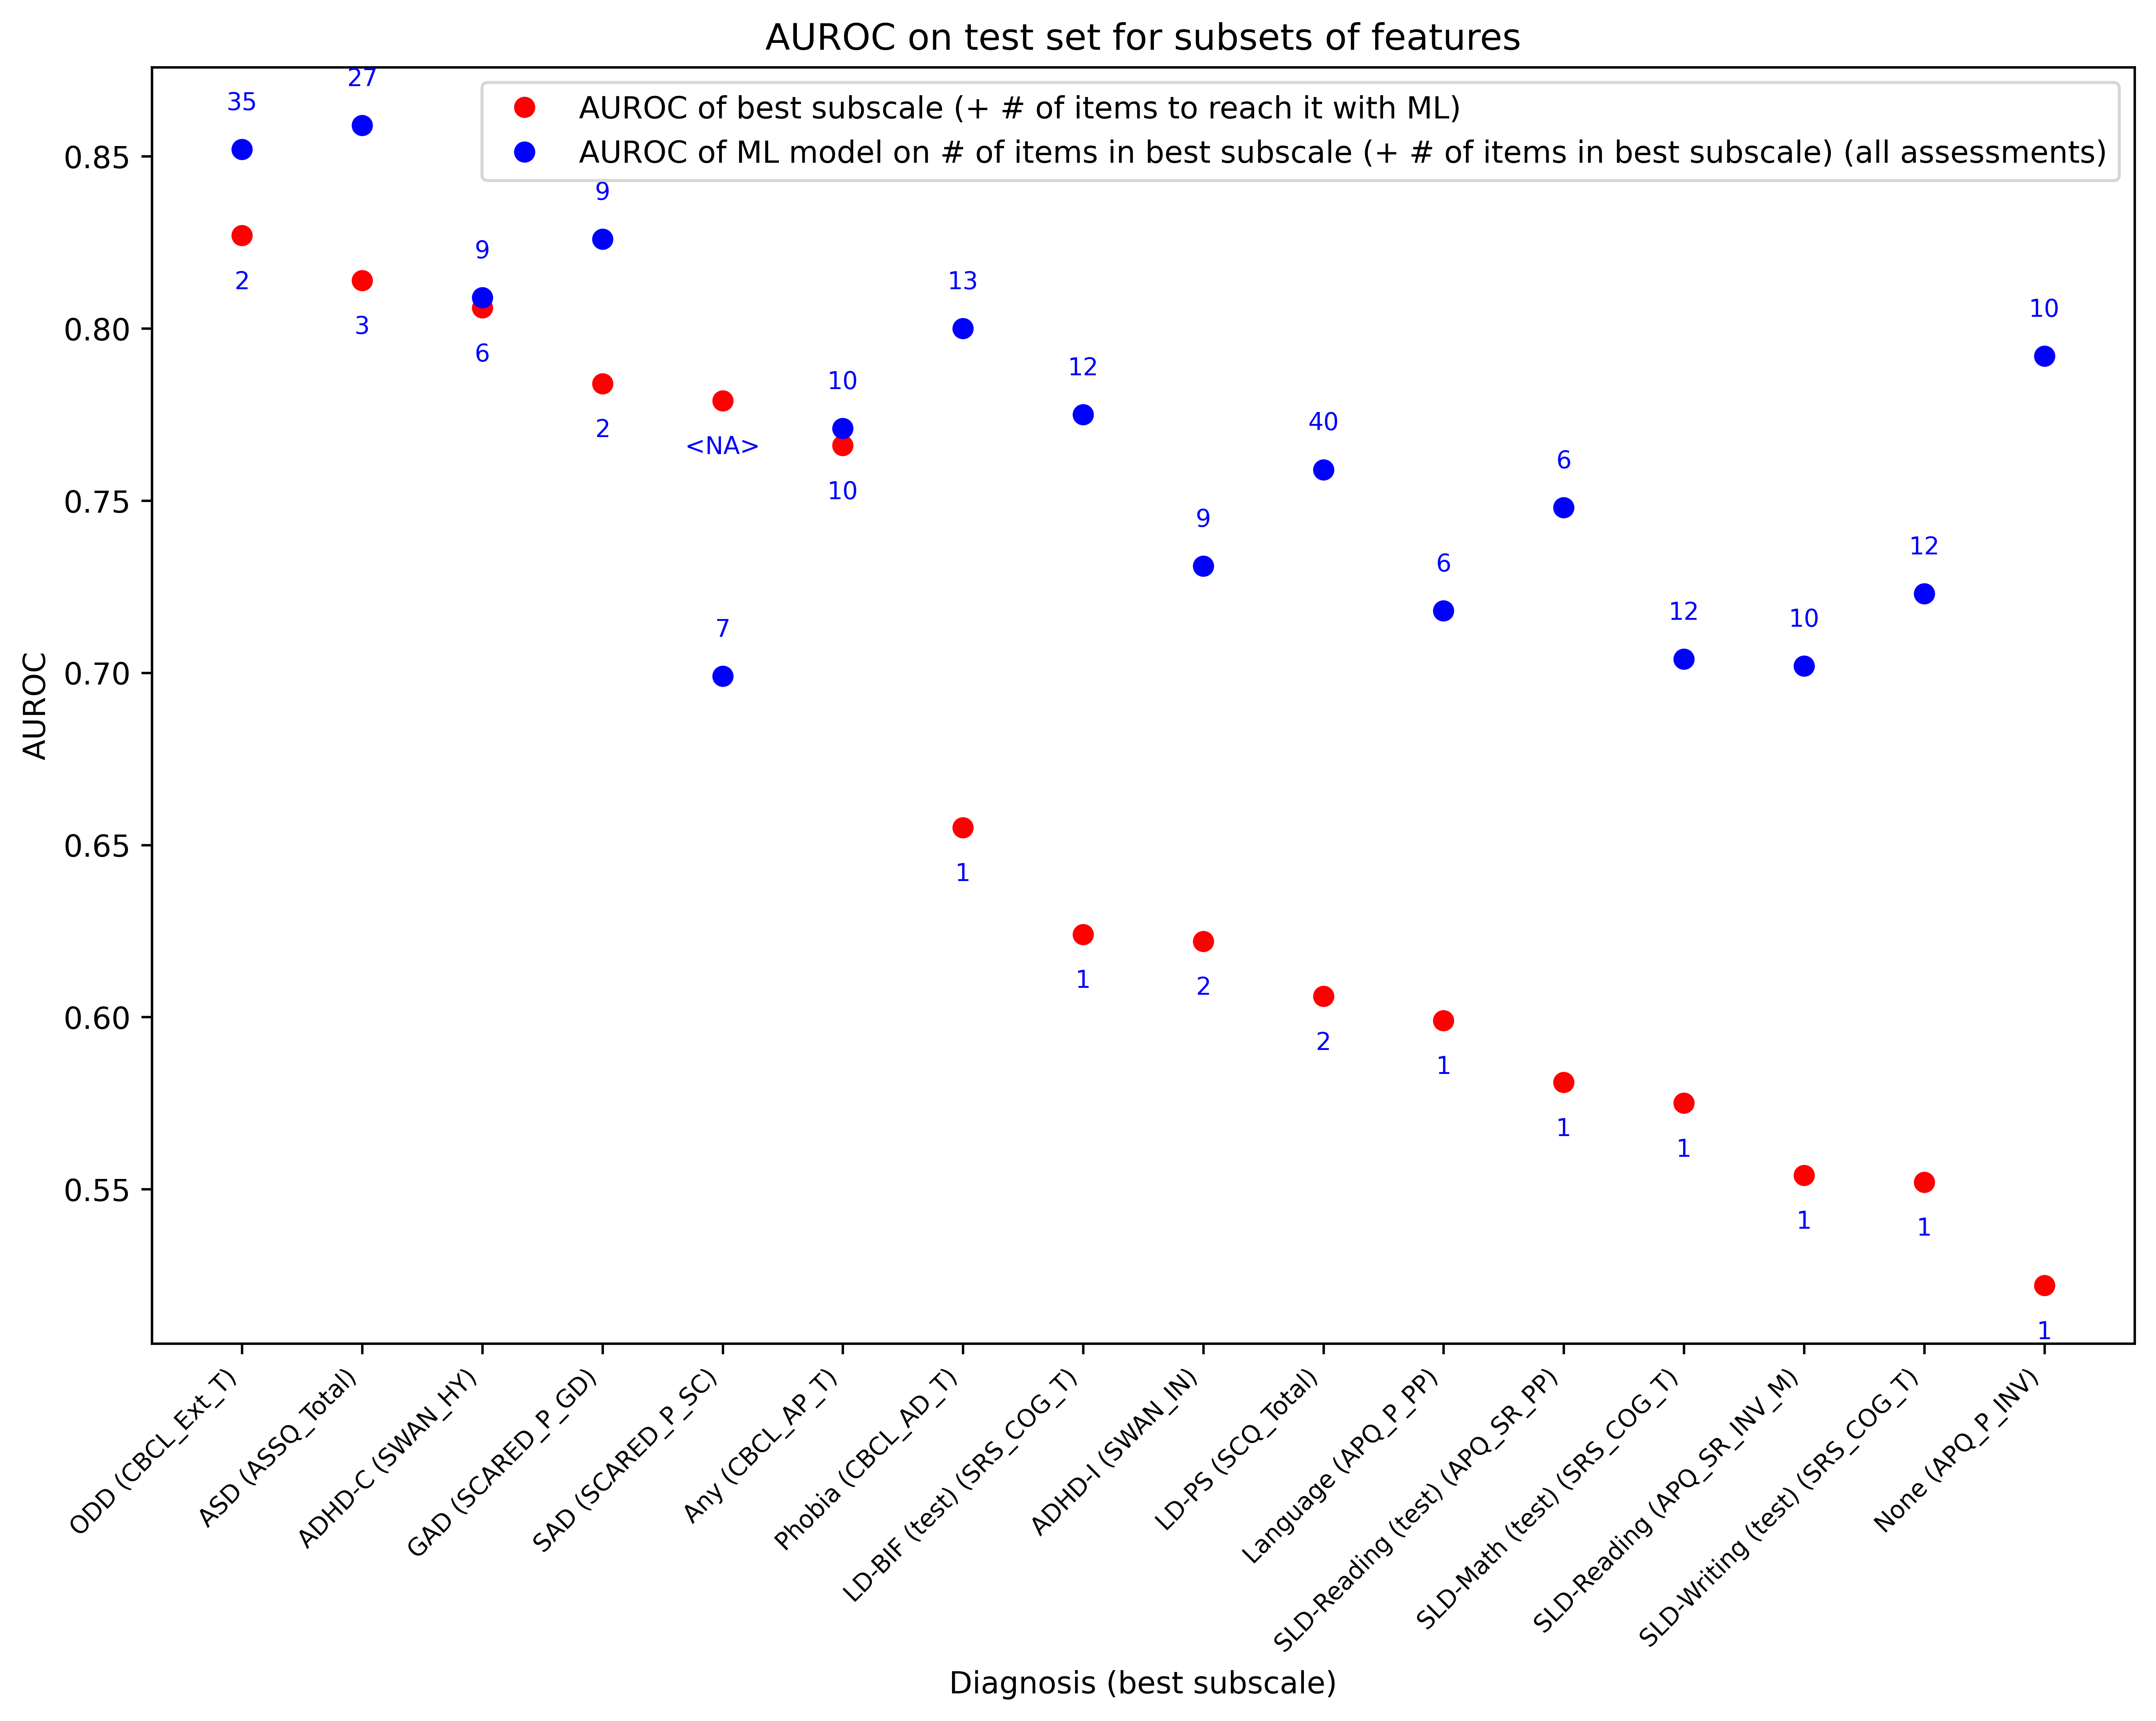 AUROC on test set for subsets of features
AUROC of best subscale (+ # of items to reach it with ML)
AUROC of ML model on # of items in best subscale (+ # of items in best subscale) (all assessments)
AUROC
0.85
0.80
0.75
0.70
0.65
0.60
0.55
35
27
9
9
7
10
13
12
9
40
6
6
12
10
12
10
2
3
6
2
<NA>
10
1
1
2
2
1
1
1
1
1
1
ODD (CBCL_Ext_T)
ASD (ASSQ_Total)
ADHD-C (SWAN_HY)
GAD (SCARED_P_GD)
SAD (SCARED_P_SC)
Any (CBCL_AP_T)
Phobia (CBCL_AD_T)
LD-BIF (test) (SRS_COG_T)
ADHD-I (SWAN_IN)
LD-PS (SCQ_Total)
Language (APQ_P_PP)
SLD-Reading (test) (APQ_SR_PP)
SLD-Math (test) (SRS_COG_T)
SLD-Reading (APQ_SR_INV_M)
SLD-Writing (test) (SRS_COG_T)
None (APQ_P_INV)
Diagnosis (best subscale)